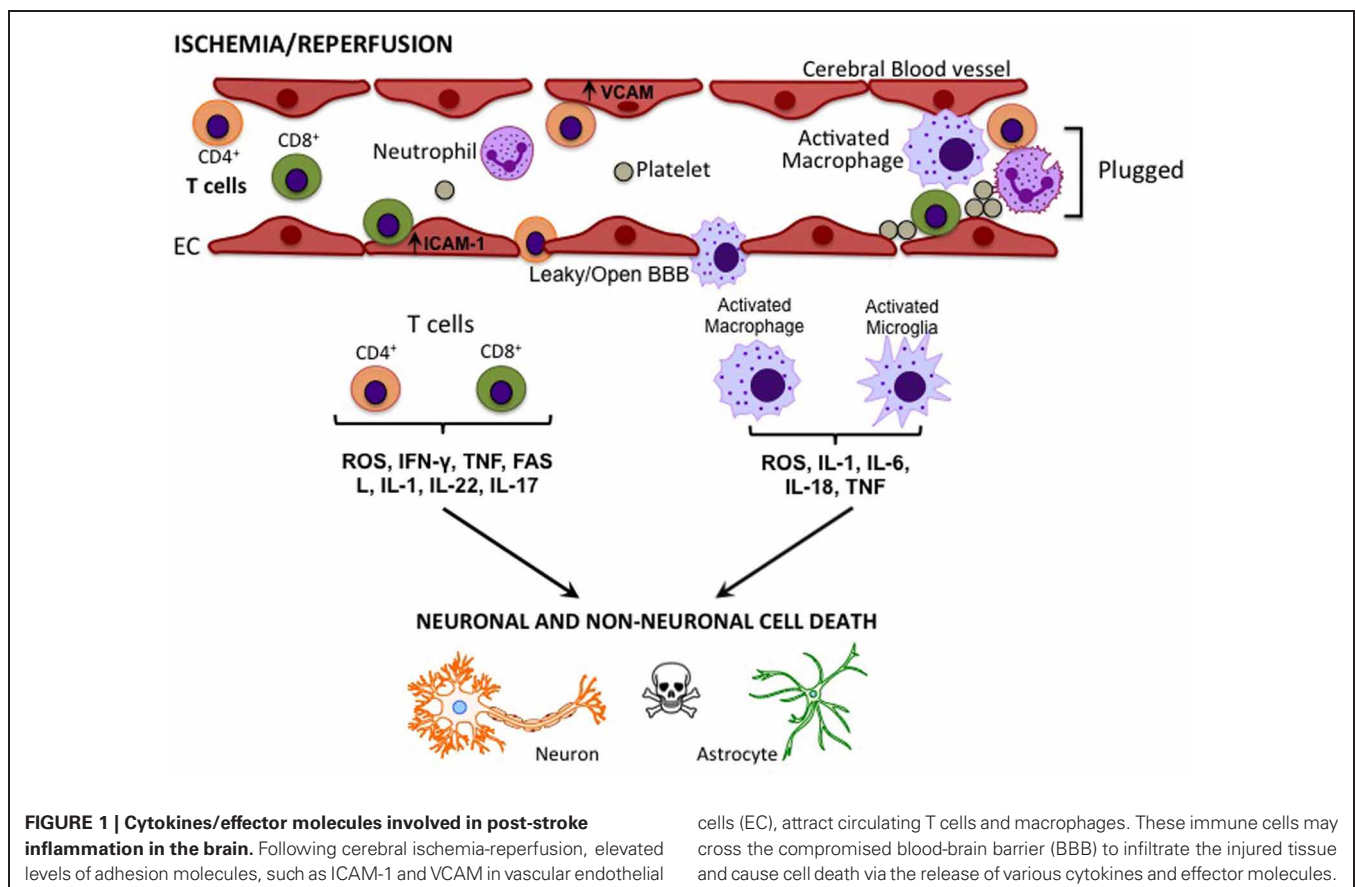 ISCHEMIA/REPERFUSION
Cerebral Blood vessel
↑ VCAM
CD4⁺
CD8⁺
T cells
Neutrophil
Platelet
Activated
Macrophage
Plugged
EC
↑ICAM-1
Leaky/Open BBB
T cells
CD4⁺
CD8⁺
Activated
Macrophage
Activated
Microglia
ROS, IFN-γ, TNF, FAS
L, IL-1, IL-22, IL-17
ROS, IL-1, IL-6,
IL-18, TNF
NEURONAL AND NON-NEURONAL CELL DEATH
Neuron
Astrocyte
FIGURE 1 | Cytokines/effector molecules involved in post-stroke
inflammation in the brain. Following cerebral ischemia-reperfusion, elevated
levels of adhesion molecules, such as ICAM-1 and VCAM in vascular endothelial
cells (EC), attract circulating T cells and macrophages. These immune cells may
cross the compromised blood-brain barrier (BBB) to infiltrate the injured tissue
and cause cell death via the release of various cytokines and effector molecules.